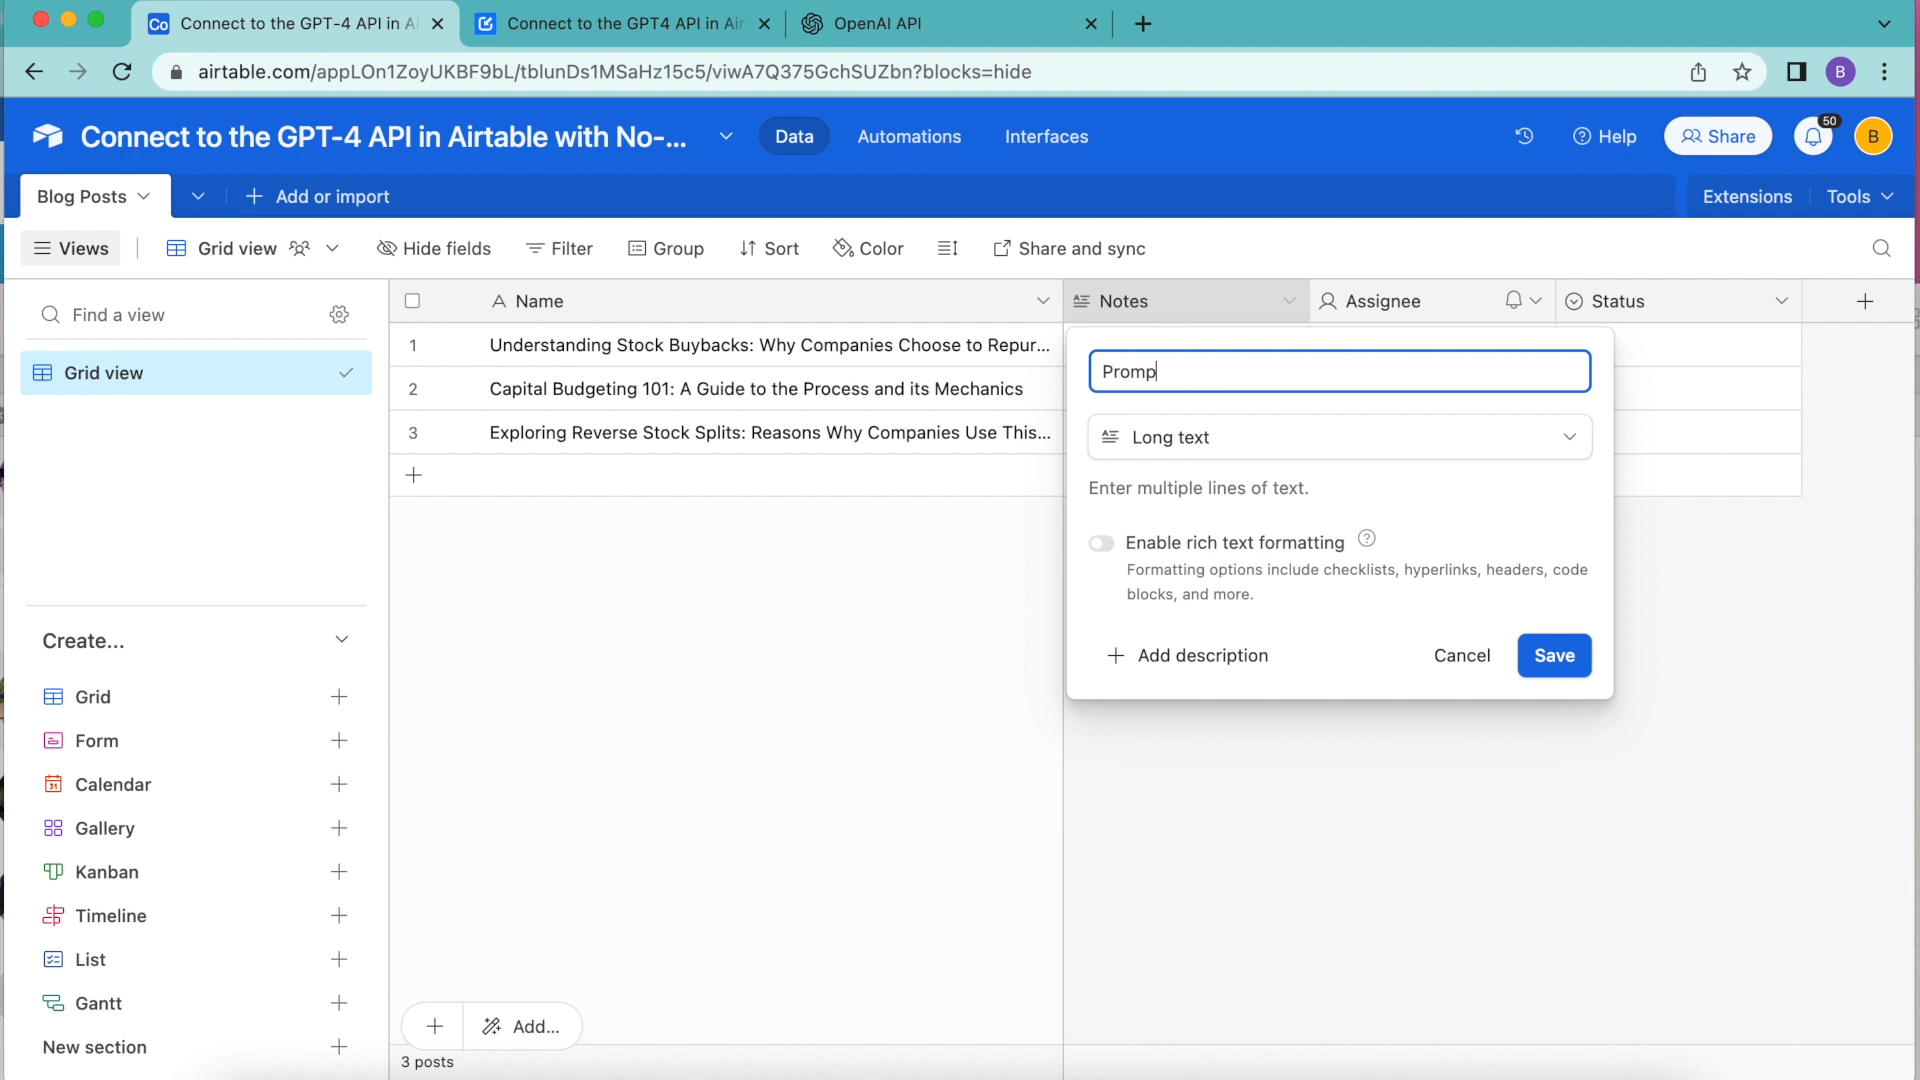 Co Connect to the GPT-4 API in Ai
Connect to the GPT4 API in Air
OpenAI API
airtable.com/appLOn1ZoyUKBF9bL/tblunDs1MSaHz15c5/viwA7Q375GchSUZbn?blocks=hide
B
Connect to the GPT-4 API in Airtable with No-...
Data
Automations
Interfaces
Help
Share
50
B
Blog Posts
Add or import
Extensions
Tools
Views
Grid view
Hide fields
Filter
Group
Sort
Color
Share and sync
Find a view
Grid view
Name
Notes
Assignee
Status
1 Understanding Stock Buybacks: Why Companies Choose to Repur...
2 Capital Budgeting 101: A Guide to the Process and its Mechanics
3 Exploring Reverse Stock Splits: Reasons Why Companies Use This...
Promp
Long text
Enter multiple lines of text.
Enable rich text formatting
Formatting options include checklists, hyperlinks, headers, code
blocks, and more.
Add description
Cancel
Save
Create...
Grid
Form
31 Calendar
Gallery
Kanban
Timeline
List
Gantt
New section
Add...
3 posts